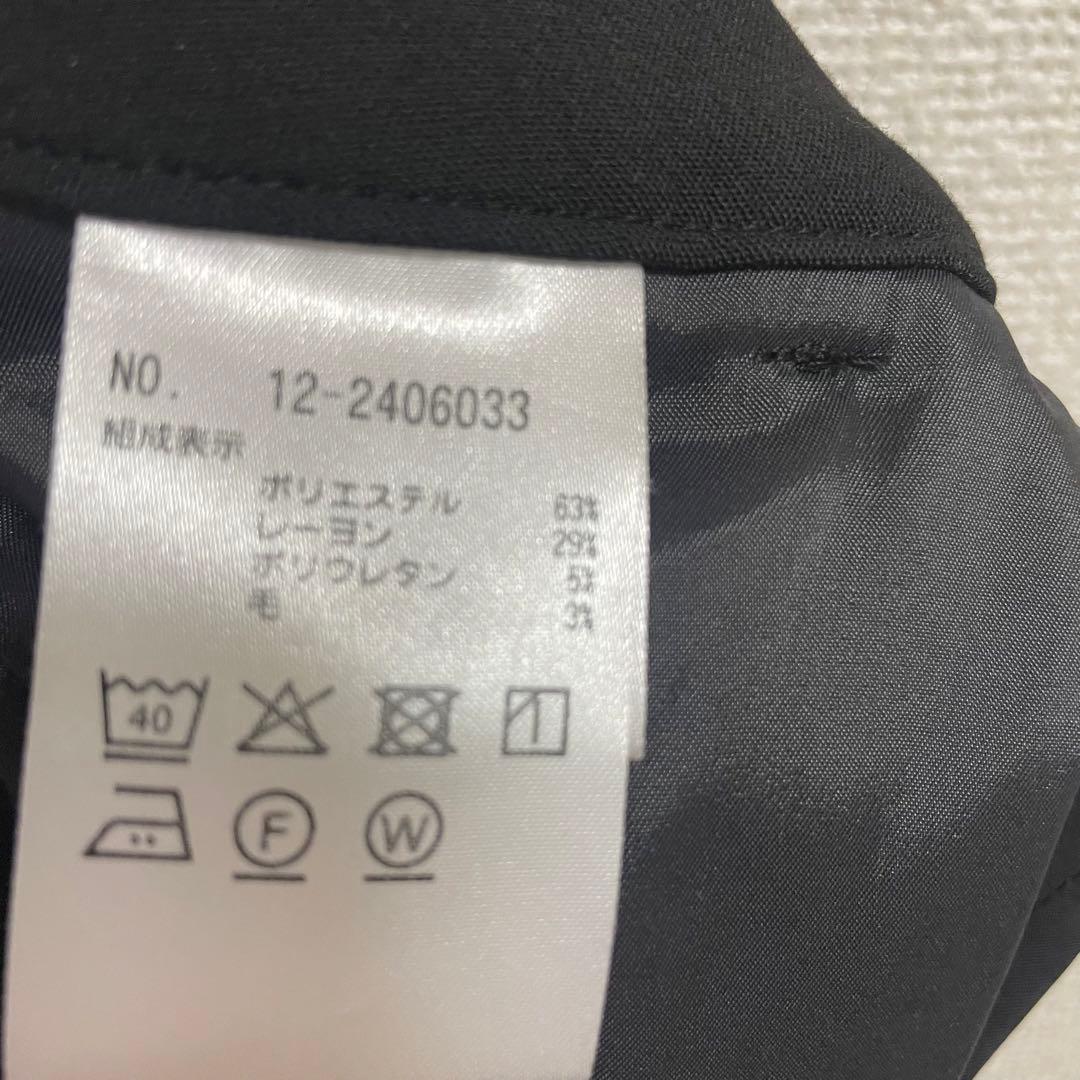 NO. 12-2406033
組成表示
ポリエステル 63%
レーヨン 29%
ポリウレタン 5%
毛 3%
40
F W